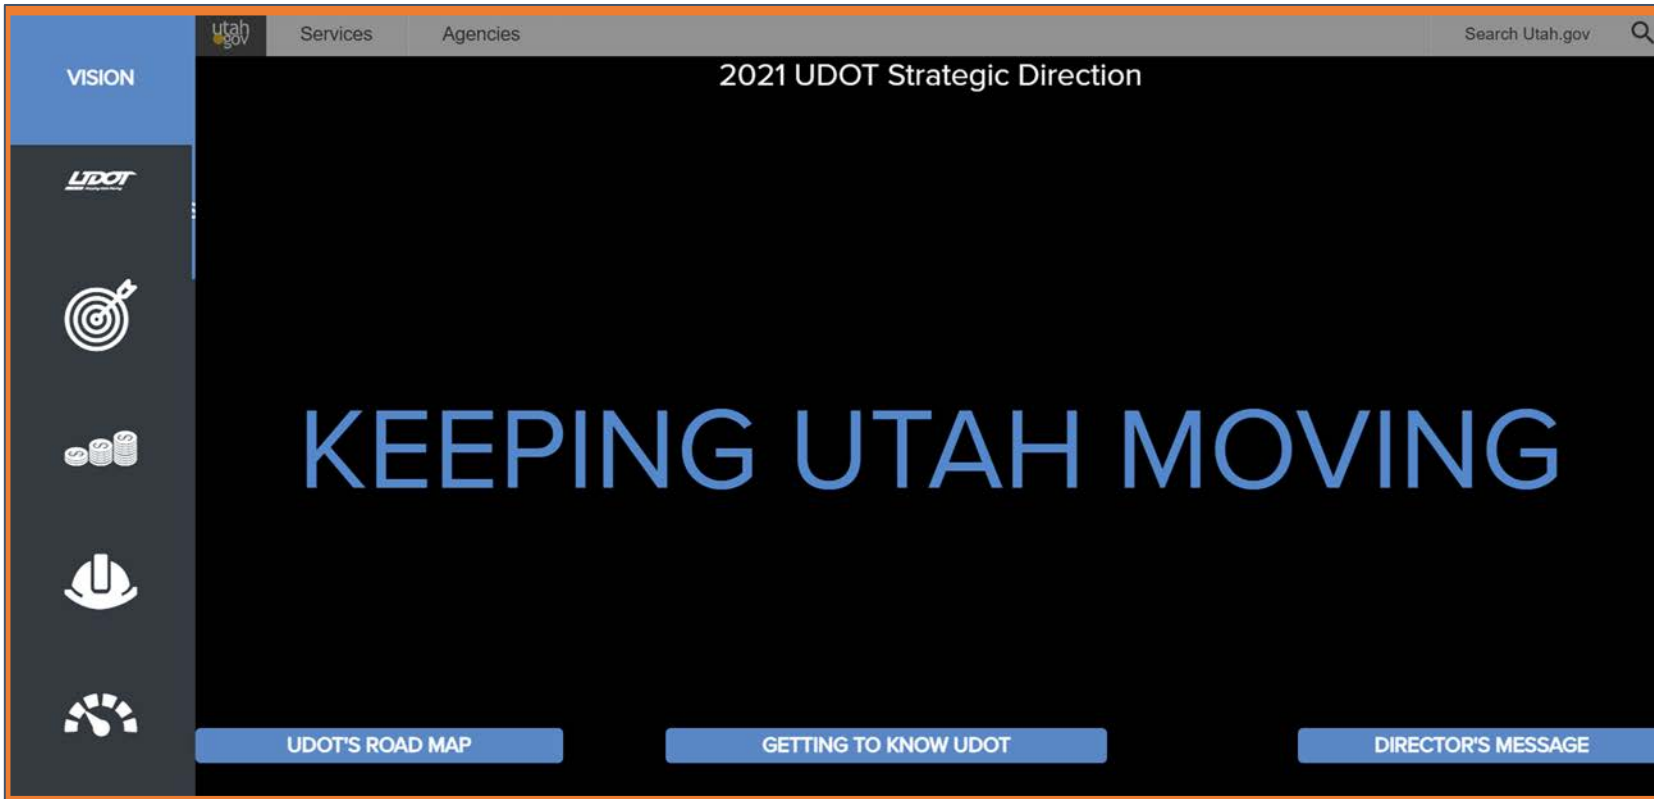 utah
gov
Services
Agencies
Search Utah.gov
VISION
2021 UDOT Strategic Direction
UDOT
KEEPING UTAH MOVING
UDOT'S ROAD MAP
GETTING TO KNOW UDOT
DIRECTOR'S MESSAGE